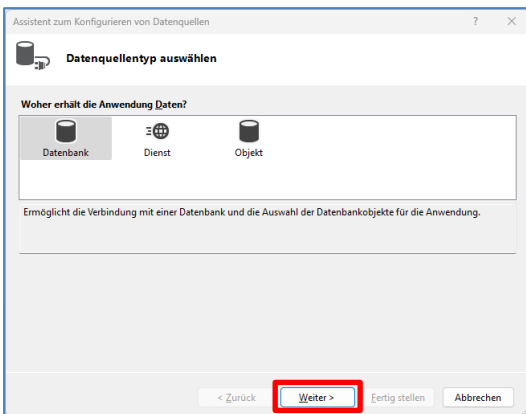 Assistent zum Konfigurieren von Datenquellen
?
Datenquellentyp auswählen
Woher erhält die Anwendung Daten?
Datenbank Dienst Objekt
Ermöglicht die Verbindung mit einer Datenbank und die Auswahl der Datenbankobjekte für die Anwendung.
< Zurück Weiter > Fertig stellen Abbrechen